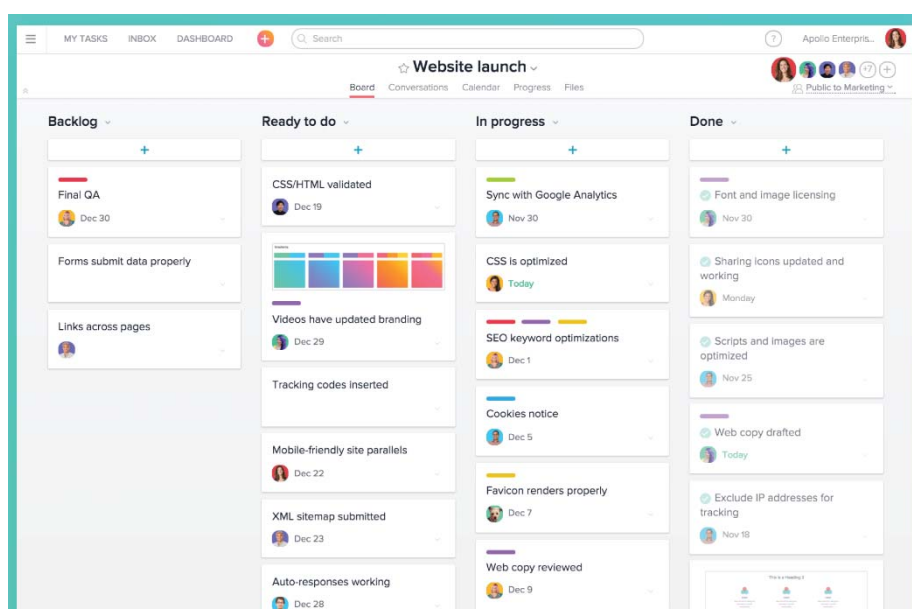 MY TASKS INBOX DASHBOARD + Search ? Apollo Enterpris...
Website launch
+7 +
Board Conversations Calendar Progress Files
Public to Marketing
Backlog
+
Final QA
Dec 30
Forms submit data properly
Links across pages
Ready to do
+
CSS/HTML validated
Dec 19
Videos have updated branding
Dec 29
Tracking codes inserted
Mobile-friendly site parallels
Dec 22
XML sitemap submitted
Dec 23
Auto-responses working
Dec 28
In progress
+
Sync with Google Analytics
Nov 30
CSS is optimized
Today
SEO keyword optimizations
Dec 1
Cookies notice
Dec 5
Favicon renders properly
Dec 7
Web copy reviewed
Dec 9
Done
+
Font and image licensing
Nov 30
Sharing icons updated and
working
Monday
Scripts and images are
optimized
Nov 25
Web copy drafted
Today
Exclude IP addresses for
tracking
Nov 18
This is a heading 2